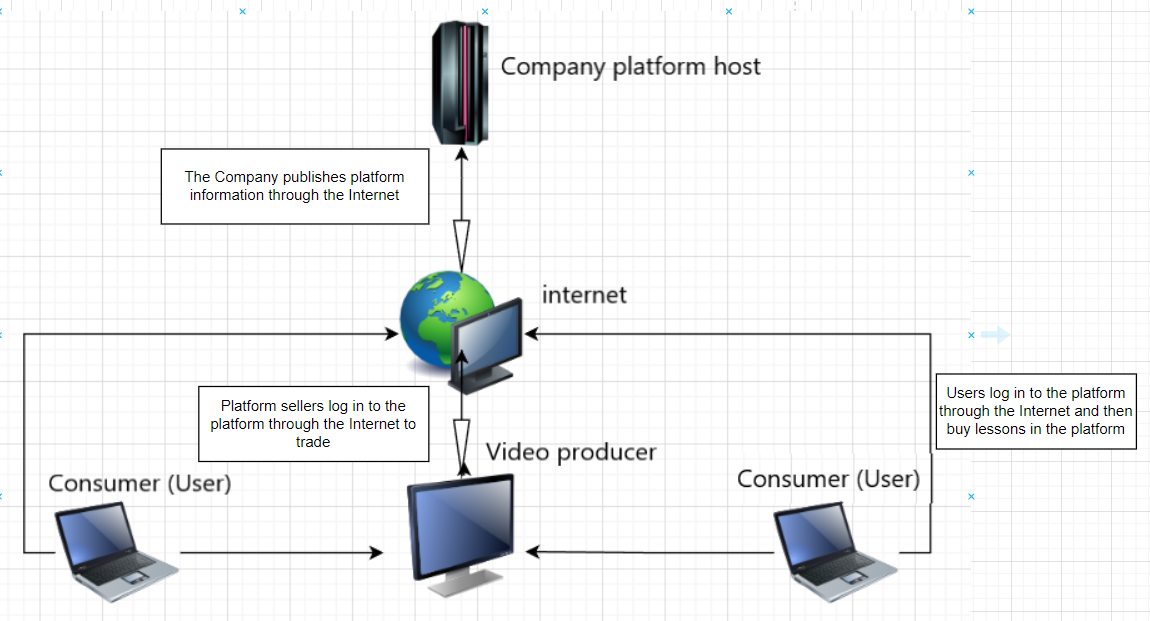 Company platform host
The Company publishes platform
information through the Internet
internet
Platform sellers log in to the
platform through the Internet to
trade
Users log in to the platform
through the Internet and then
buy lessons in the platform
Video producer
Consumer (User)
Consumer (User)